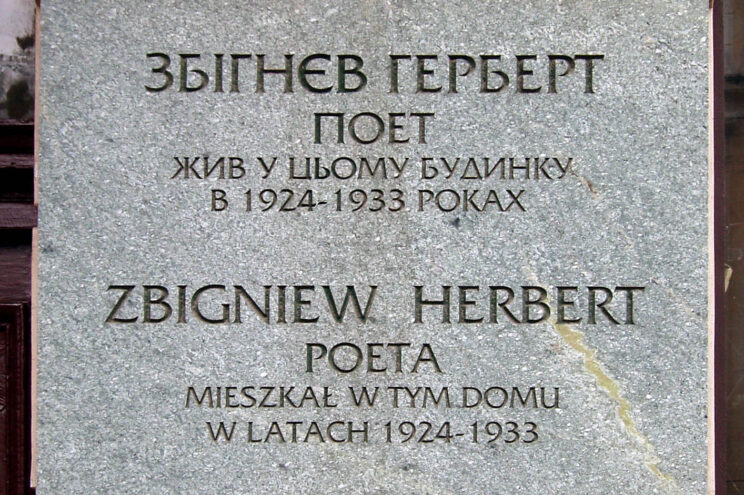 ЗБІГНЄВ ГЕРБЕРТ
ПОЕТ
ЖИВ У ЦЬОМУ БУДИНКУ
В 1924-1933 РОКАХ
ZBIGNIEW HERBERT
POETA
MIESZKAŁ W TYM DOMU
W LATACH 1924-1933